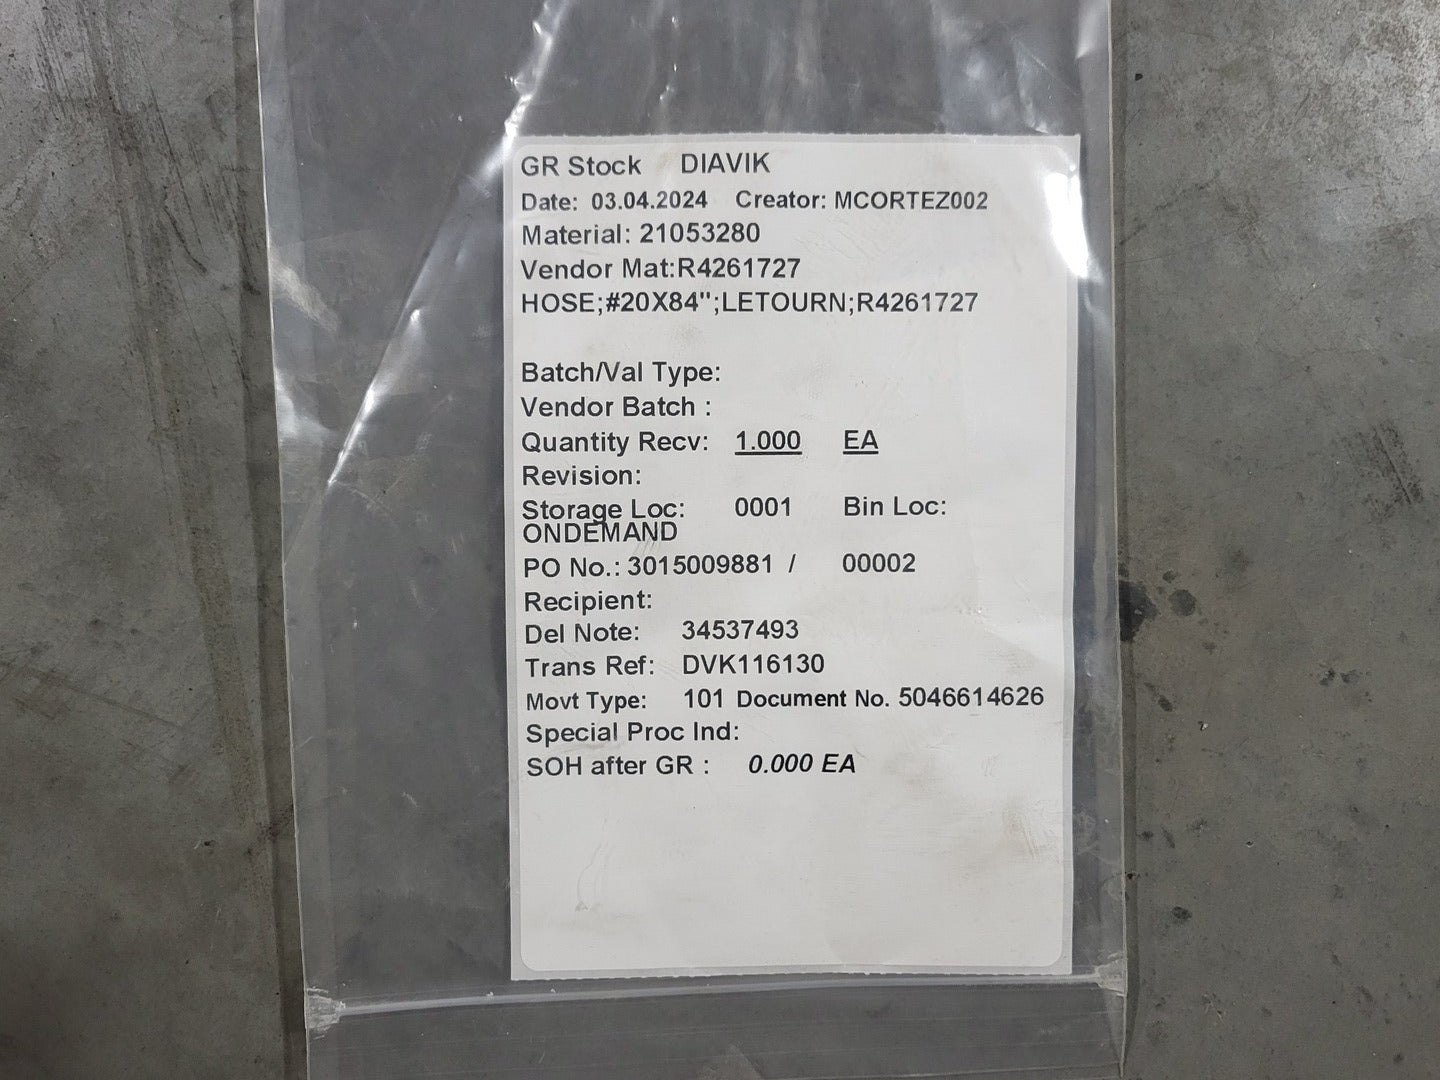 GR Stock DIAVIK
Date: 03.04.2024 Creator: MCORTEZ002
Material: 21053280
Vendor Mat:R4261727
HOSE;#20X84";LETOURN;R4261727
Batch/Val Type:
Vendor Batch :
Quantity Recv: 1.000 EA
Revision:
Storage Loc: 0001 Bin Loc:
ONDEMAND
PO No.: 3015009881 / 00002
Recipient:
Del Note: 34537493
Trans Ref: DVK116130
Movt Type: 101 Document No. 5046614626
Special Proc Ind:
SOH after GR : 0.000 EA